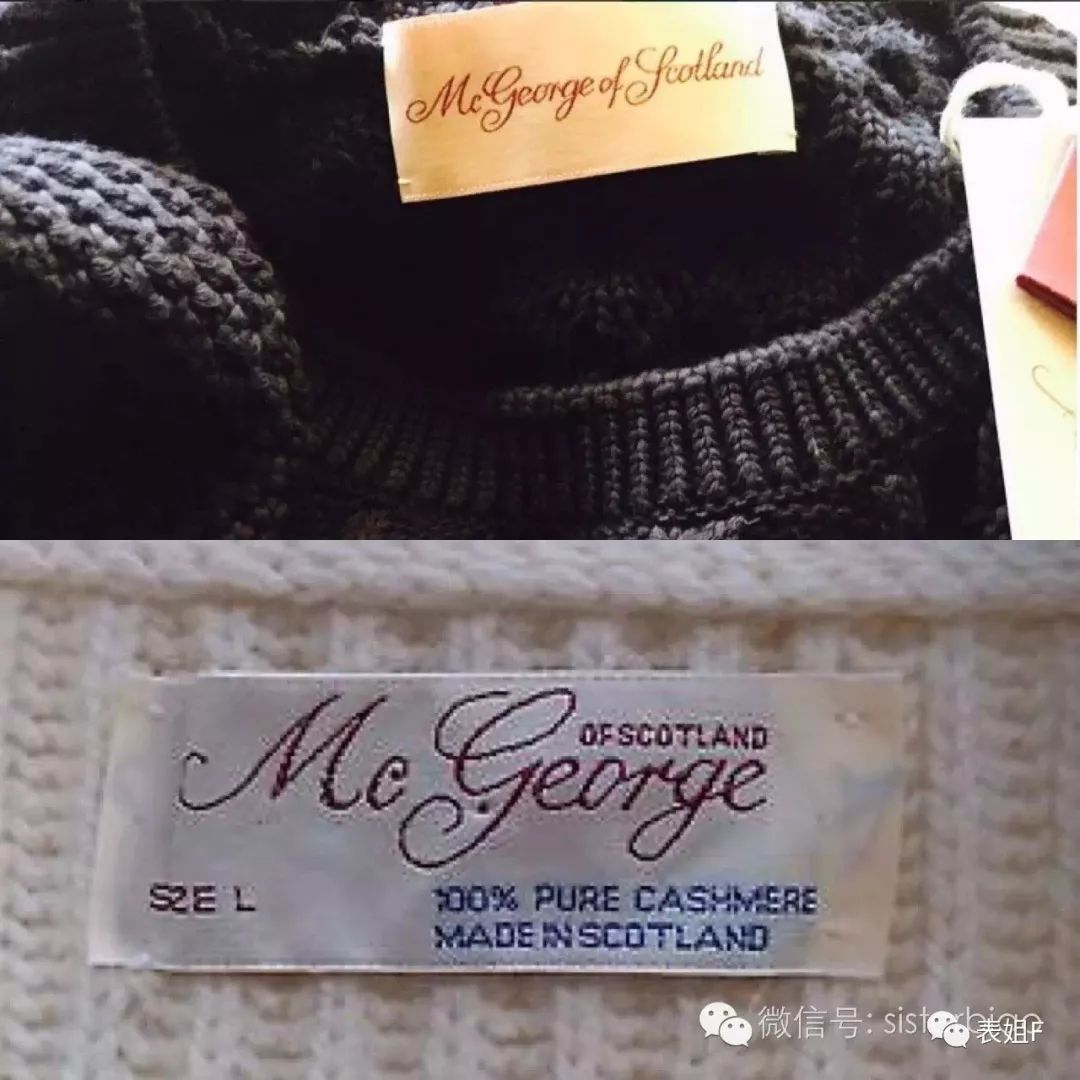 McGeorge of Scotland
OF SCOTLAND
McGeorge
SIZE L
100% PURE CASHMERE
MADE IN SCOTLAND
微信号:
表姐F